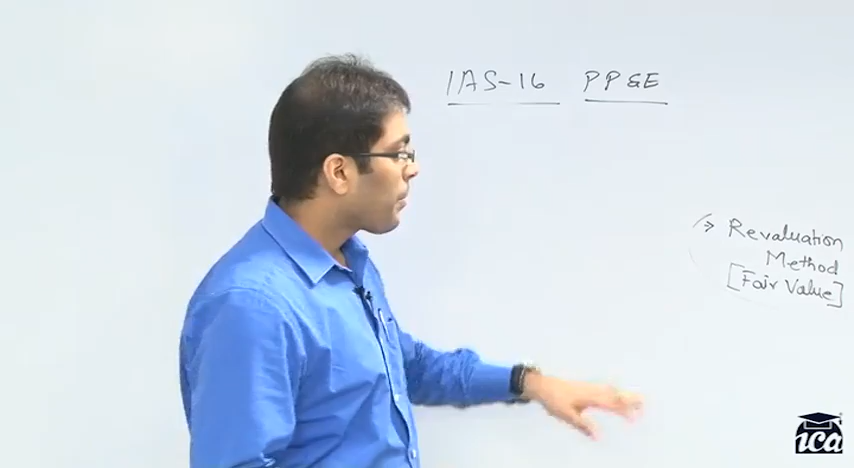 IAS-16 PP&E
→ Revaluation
Method
[Fair Value]
ica